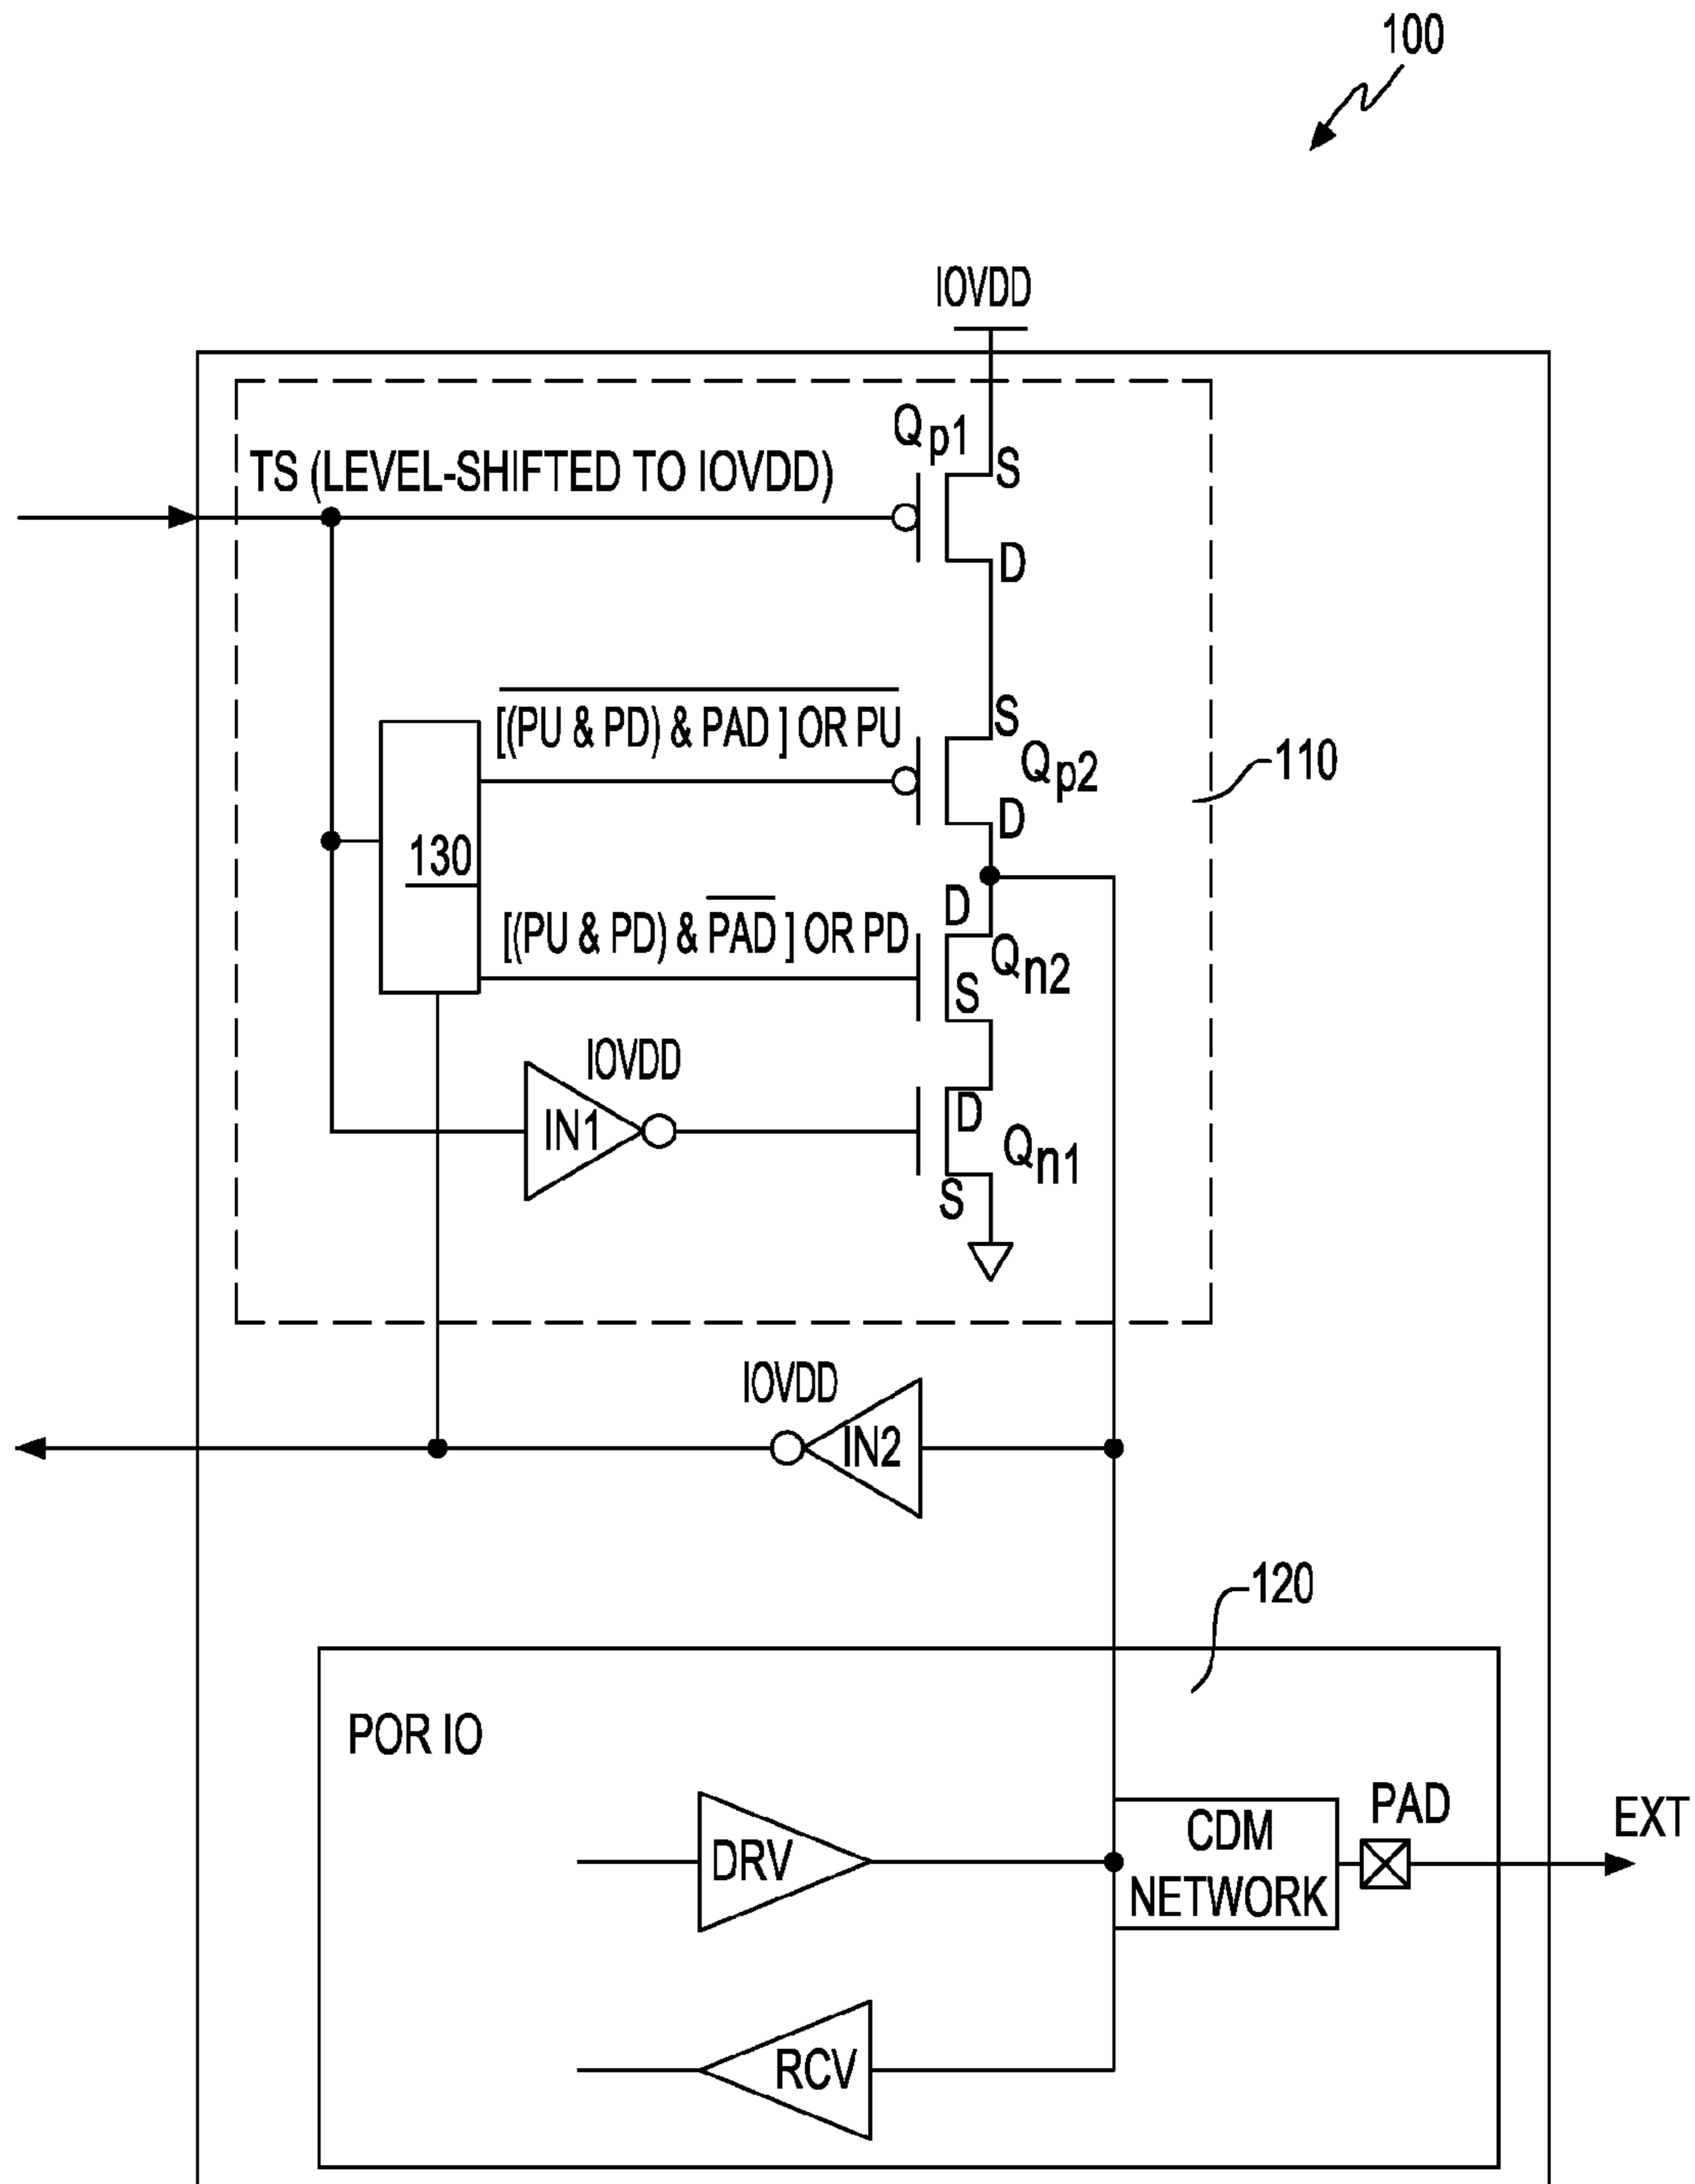 100
IOVDD
Qp1
S
TS (LEVEL-SHIFTED TO IOVDD)
D
S
[(PU & PD) & PAD ] OR PU
Qp2
110
D
130
D
[(PU & PD) & PAD ] OR PD
Qn2
S
IOVDD
IN1
D
Qn1
S
IOVDD
IN2
120
POR IO
PAD
EXT
DRV
CDM
NETWORK
RCV